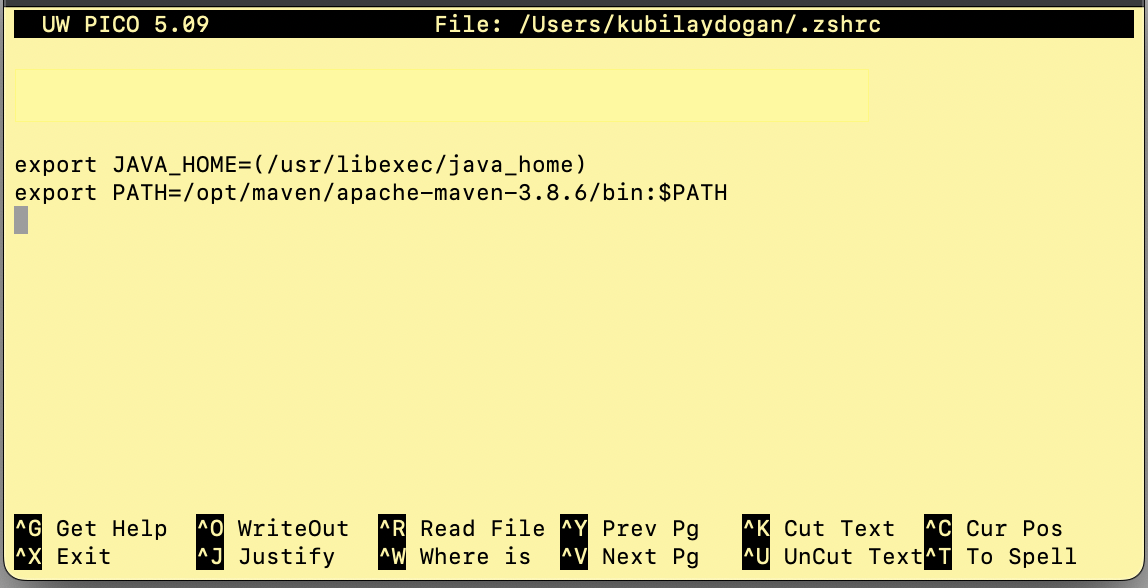 UW PICO 5.09 File: /Users/kubilaydogan/.zshrc
export JAVA_HOME=(/usr/libexec/java_home)
export PATH=/opt/maven/apache-maven-3.8.6/bin:$PATH
^G Get Help ^O WriteOut ^R Read File ^Y Prev Pg ^K Cut Text ^C Cur Pos
^X Exit ^J Justify ^W Where is ^V Next Pg ^U UnCut Text ^T To Spell